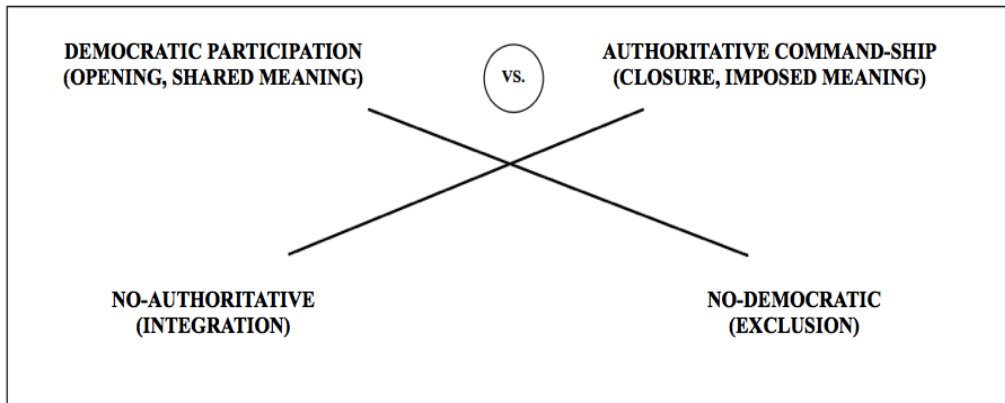 DEMOCRATIC PARTICIPATION
(OPENING, SHARED MEANING)
VS.
AUTHORITATIVE COMMAND-SHIP
(CLOSURE, IMPOSED MEANING)
NO-AUTHORITATIVE
(INTEGRATION)
NO-DEMOCRATIC
(EXCLUSION)